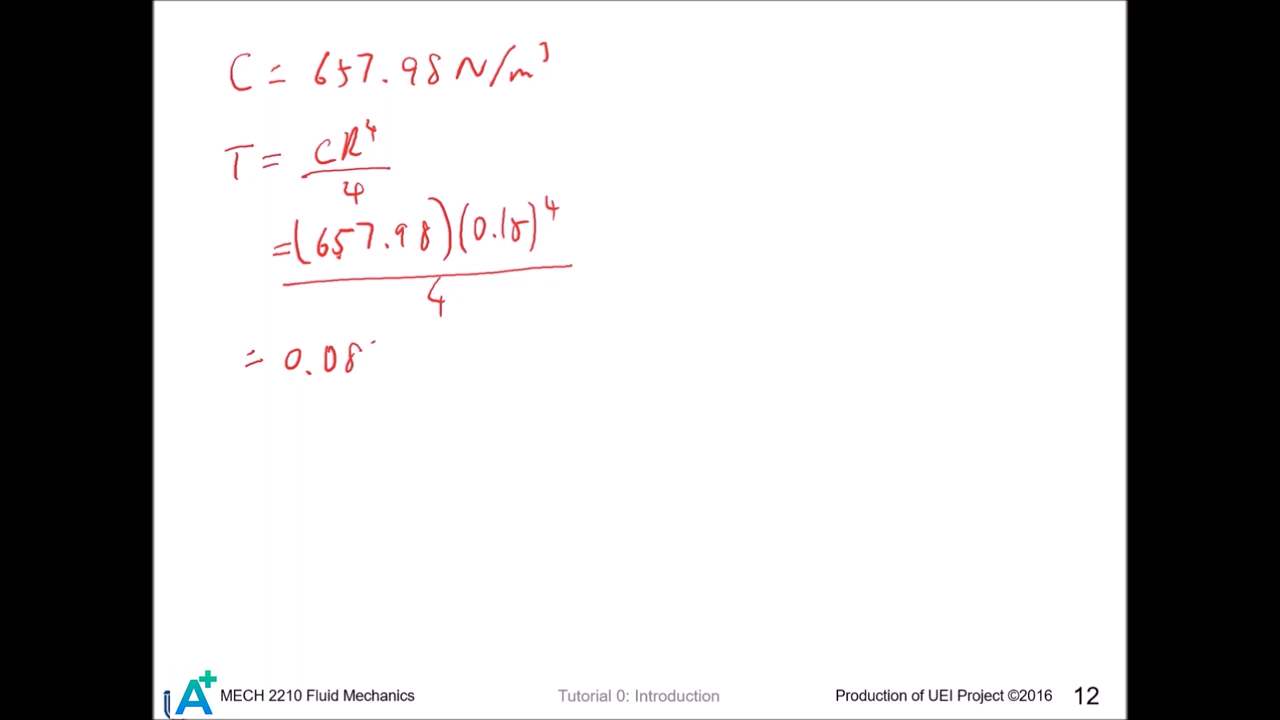 C = 657.98 N/m³
T = CR⁴
4
= (657.98)(0.15)⁴
4
= 0.08
A+ MECH 2210 Fluid Mechanics Tutorial 0: Introduction Production of UEI Project ©2016 12